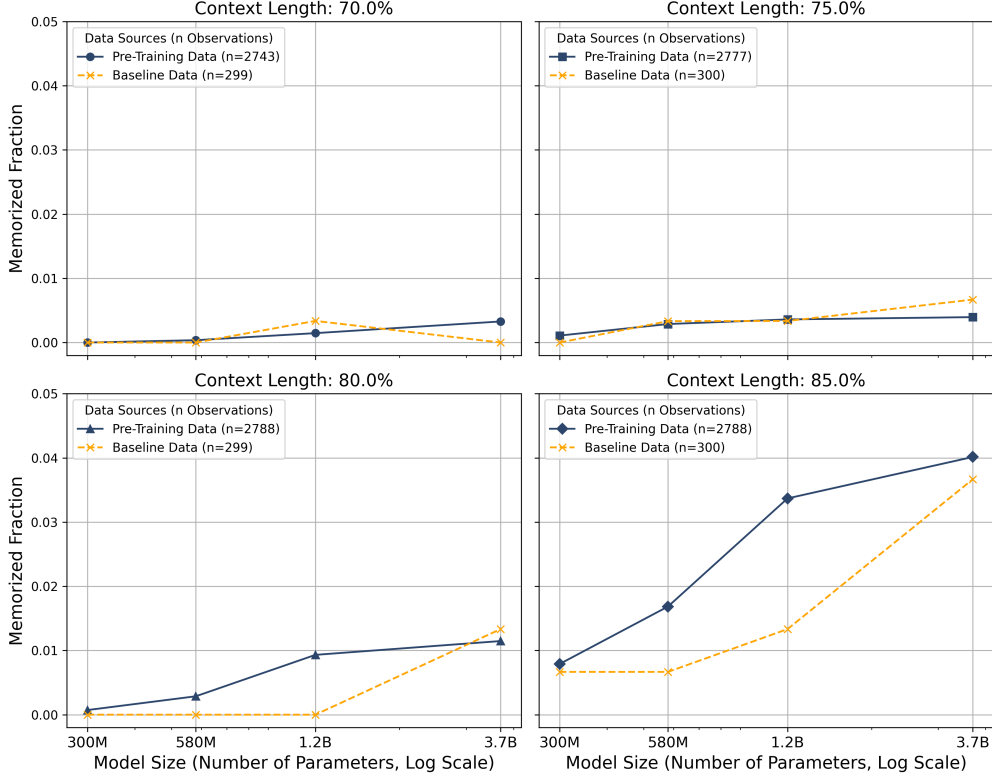 Context Length: 70.0%
Data Sources (n Observations)
Pre-Training Data (n=2743)
Baseline Data (n=299)
0.05
0.04
0.03
0.02
0.01
0.00
Memorized Fraction
Context Length: 75.0%
Data Sources (n Observations)
Pre-Training Data (n=2777)
Baseline Data (n=300)
Context Length: 80.0%
Data Sources (n Observations)
Pre-Training Data (n=2788)
Baseline Data (n=299)
0.05
0.04
0.03
0.02
0.01
0.00
Memorized Fraction
300M 580M 1.2B 3.7B
Model Size (Number of Parameters, Log Scale)
Context Length: 85.0%
Data Sources (n Observations)
Pre-Training Data (n=2788)
Baseline Data (n=300)
300M 580M 1.2B 3.7B
Model Size (Number of Parameters, Log Scale)